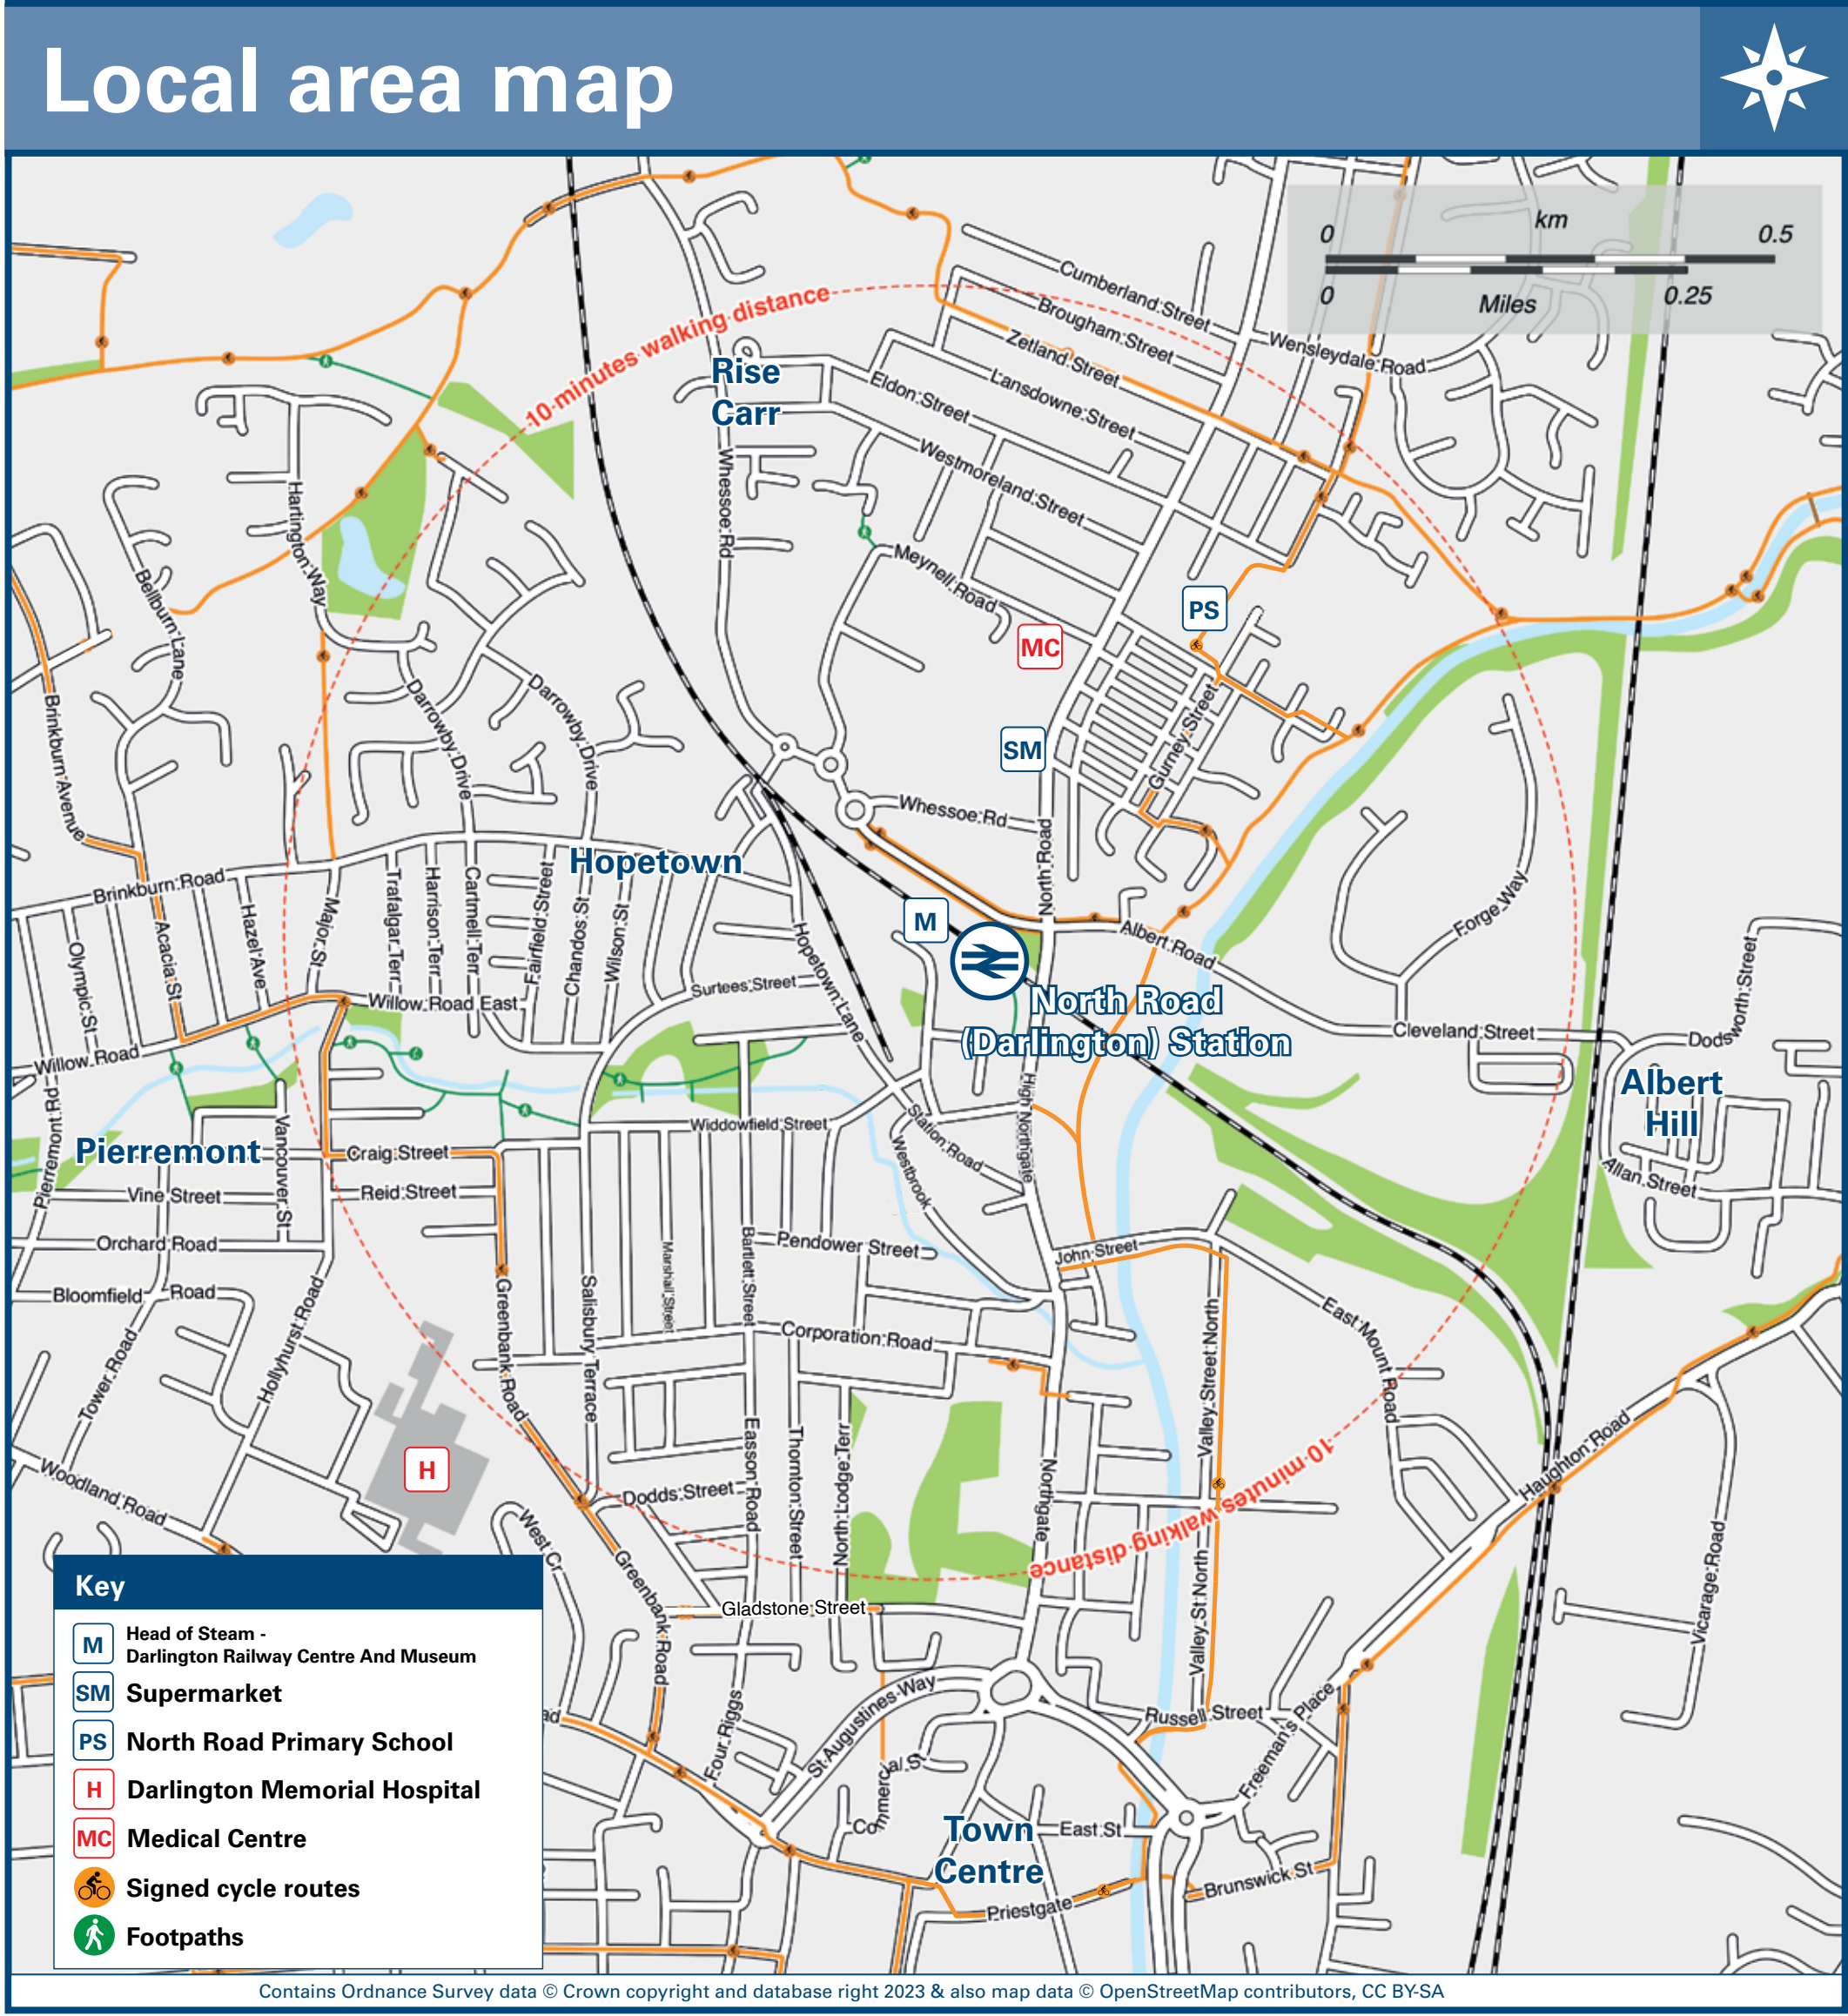 Local area map
km
0
0.5
0
0.25
Miles
10 minutes walking distance
Cumberland Street
Brougham Street
Zetland Street
Wensleydale Road
Lansdowne Street
Eldon Street
Westmoreland Street
Rise
Carr
Whessoe Rd
Hartington Way
Meynell Road
Bellburn Lane
PS
MC
Darrowby Drive
Darrowby Drive
Brinkburn Avenue
Gurney Street
SM
Whessoe Rd
North Road
Hopetown
Brinkburn Road
Forge Way
Trafalgar Terr
Harrison Terr
Cartmell Terr
Fairfield Street
Chandos St
Wilson St
Major St
Hazel Ave
Acacia St
Olympic St
M
Hopetown Lane
Albert Road
Surtees Street
Willow Road East
North Road
(Darlington) Station
Cleveland Street
Dodsworth Street
Willow Road
Albert
Hill
Pierremont Rd
High Northgate
Station Road
Westbrook
Widdowfield Street
Vancouver St
Pierremont
Craig Street
Reid Street
Vine Street
Allan Street
Orchard Road
Pendower Street
John Street
Bartlett Street
Marshall Street
Salisbury Terrace
Greenbank Road
Bloomfield Road
Hollyhurst Road
Tower Road
Corporation Road
East Mount Road
Valley Street North
Haughton Road
Woodland Road
H
Easson Road
Thornton Street
North Lodge Terr
Northgate
Dodds Street
10 minutes walking distance
West Cr
Greenbank Road
Valley St North
Vicarage Road
Gladstone Street
St Augustines Way
Four Riggs
Russell Street
Freeman's Place
Commercial St
ad
Town
Centre
East St
Brunswick St
Priestgate
Key
M
Head of Steam -
Darlington Railway Centre And Museum
SM Supermarket
PS North Road Primary School
H Darlington Memorial Hospital
MC Medical Centre
Signed cycle routes
Footpaths
Contains Ordnance Survey data © Crown copyright and database right 2023 & also map data © OpenStreetMap contributors, CC BY-SA